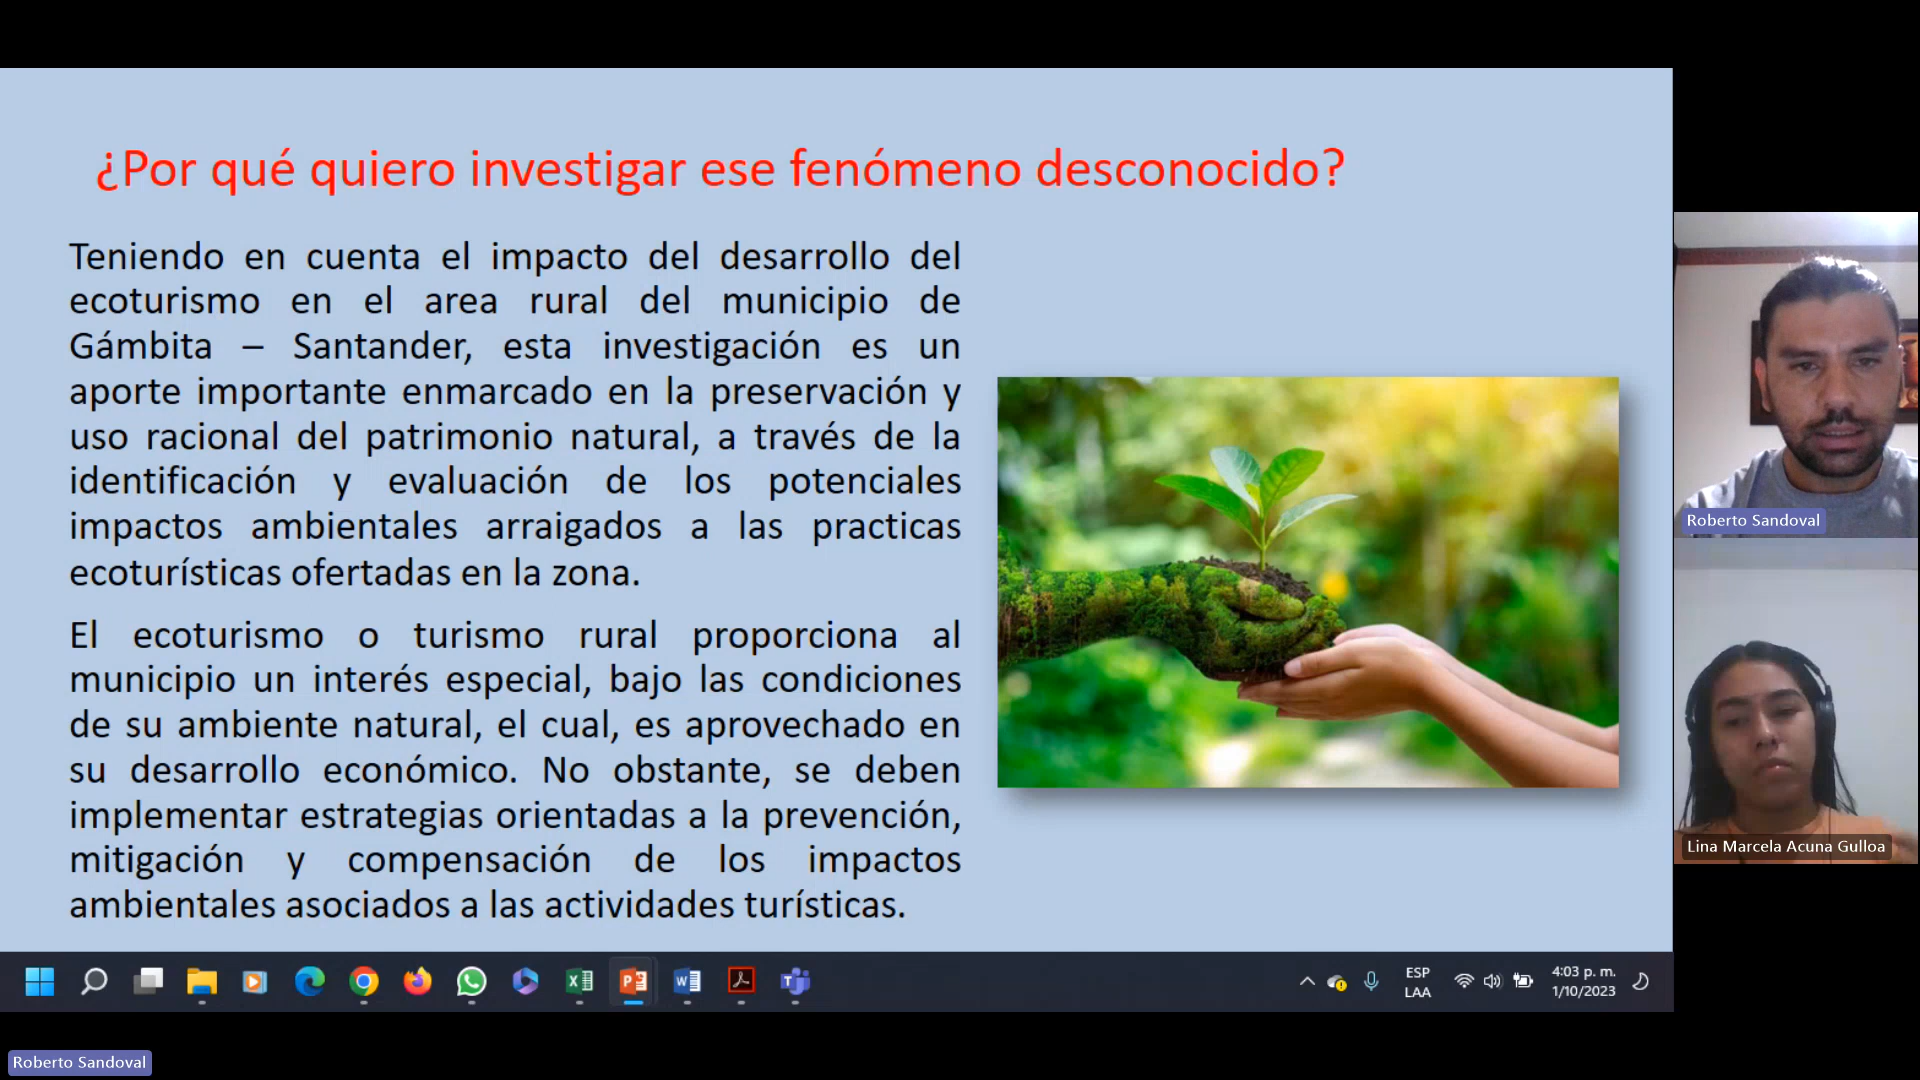 ¿Por qué quiero investigar ese fenómeno desconocido?
Teniendo en cuenta el impacto del desarrollo del
ecoturismo en el area rural del municipio de
Gámbita – Santander, esta investigación es un
aporte importante enmarcado en la preservación y
uso racional del patrimonio natural, a través de la
identificación y evaluación de los potenciales
impactos ambientales arraigados a las practicas
ecoturísticas ofertadas en la zona.
El ecoturismo o turismo rural proporciona al
municipio un interés especial, bajo las condiciones
de su ambiente natural, el cual, es aprovechado en
su desarrollo económico. No obstante, se deben
implementar estrategias orientadas a la prevención,
mitigación y compensación de los impactos
ambientales asociados a las actividades turísticas.
Roberto Sandoval
Lina Marcela Acuna Gulloa
ESP
LAA
4:03 p. m.
1/10/2023
Roberto Sandoval